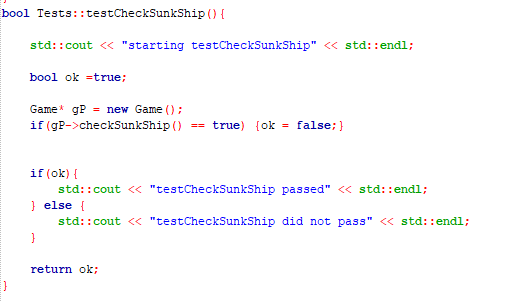 bool Tests::testCheckSunkShip(){
std::cout << "starting testCheckSunkShip" << std::endl;
bool ok =true;
Game* gP = new Game();
if(gP->checkSunkShip() == true) {ok = false;}
if(ok){
std::cout << "testCheckSunkShip passed" << std::endl;
} else {
std::cout << "testCheckSunkShip did not pass" << std::endl;
}
return ok;
}